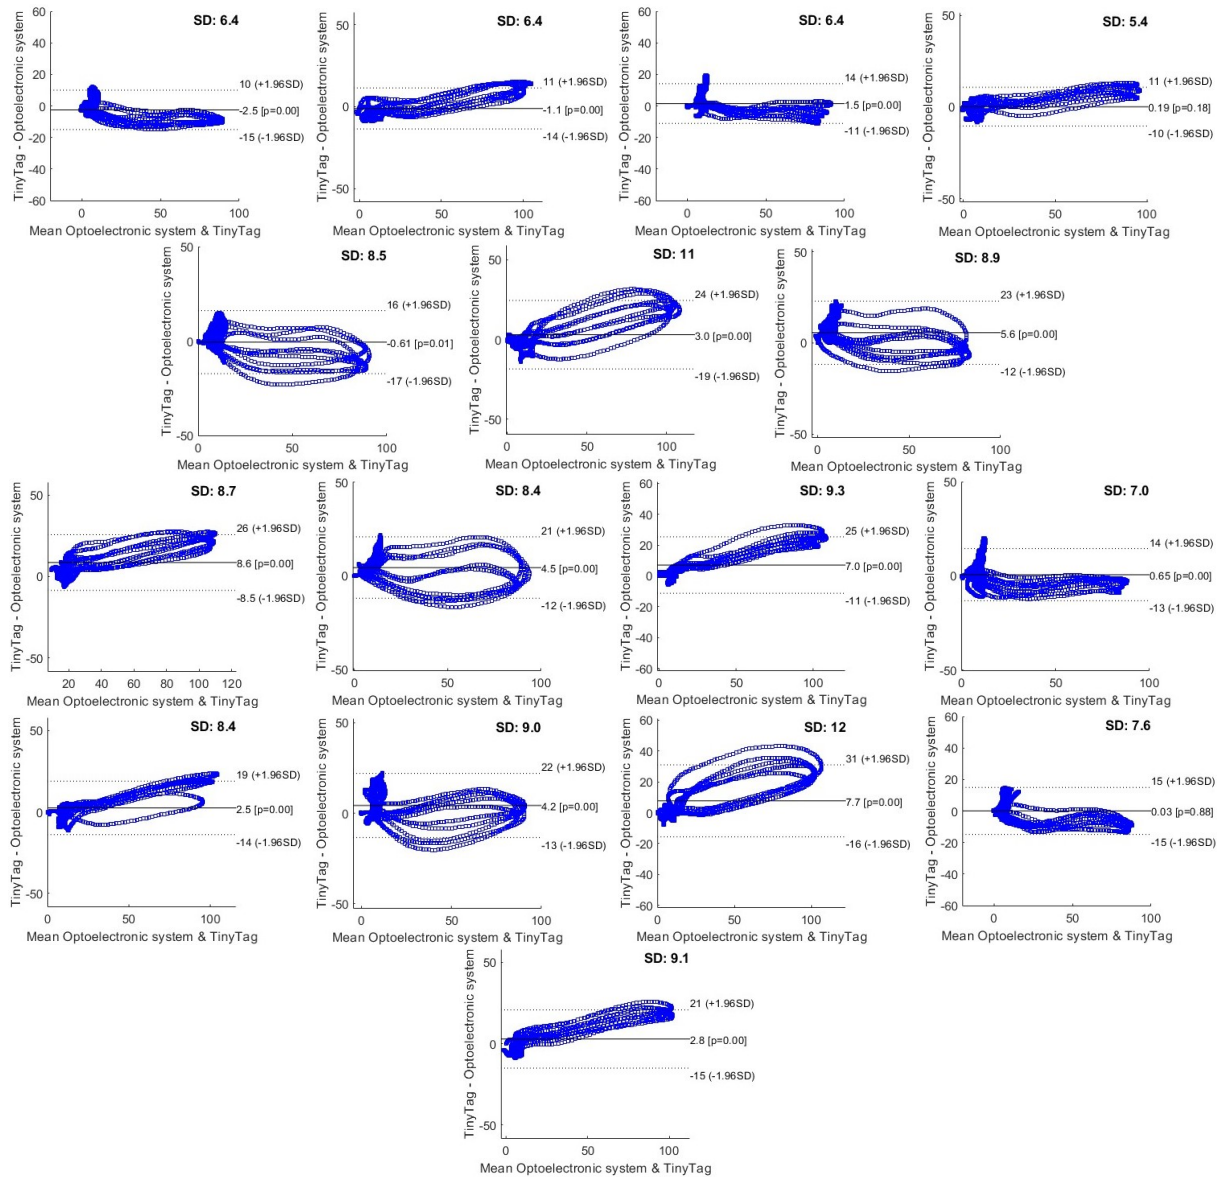 SD: 6.4
60
40
20
0
-20
-40
-60
0
50
100
10 (+1.96SD)
-2.5 [p=0.00]
-15 (-1.96SD)
TinyTag - Optoelectronic system
Mean Optoelectronic system & TinyTag
SD: 6.4
50
0
-50
0
50
100
11 (+1.96SD)
-1.1 [p=0.00]
-14 (-1.96SD)
TinyTag - Optoelectronic system
Mean Optoelectronic system & TinyTag
SD: 6.4
60
40
20
0
-20
-40
-60
0
50
100
14 (+1.96SD)
1.5 [p=0.00]
-11 (-1.96SD)
TinyTag - Optoelectronic system
Mean Optoelectronic system & TinyTag
SD: 5.4
50
0
-50
0
50
100
11 (+1.96SD)
0.19 [p=0.18]
-10 (-1.96SD)
TinyTag - Optoelectronic system
Mean Optoelectronic system & TinyTag
SD: 8.5
50
0
-50
0
50
100
16 (+1.96SD)
-0.61 [p=0.01]
-17 (-1.96SD)
TinyTag - Optoelectronic system
Mean Optoelectronic system & TinyTag
SD: 11
50
0
-50
0
50
100
24 (+1.96SD)
3.0 [p=0.00]
-19 (-1.96SD)
TinyTag - Optoelectronic system
Mean Optoelectronic system & TinyTag
SD: 8.9
50
0
-50
0
50
100
23 (+1.96SD)
5.6 [p=0.00]
-12 (-1.96SD)
TinyTag - Optoelectronic system
Mean Optoelectronic system & TinyTag
SD: 8.7
50
0
-50
20
40
60
80
100
120
26 (+1.96SD)
8.6 [p=0.00]
-8.5 (-1.96SD)
TinyTag - Optoelectronic system
Mean Optoelectronic system & TinyTag
SD: 8.4
50
0
-50
0
50
100
21 (+1.96SD)
4.5 [p=0.00]
-12 (-1.96SD)
TinyTag - Optoelectronic system
Mean Optoelectronic system & TinyTag
SD: 9.3
60
40
20
0
-20
-40
-60
0
50
100
25 (+1.96SD)
7.0 [p=0.00]
-11 (-1.96SD)
TinyTag - Optoelectronic system
Mean Optoelectronic system & TinyTag
SD: 7.0
50
0
-50
0
50
100
14 (+1.96SD)
0.65 [p=0.00]
-13 (-1.96SD)
TinyTag - Optoelectronic system
Mean Optoelectronic system & TinyTag
SD: 8.4
50
0
-50
0
50
100
19 (+1.96SD)
2.5 [p=0.00]
-14 (-1.96SD)
TinyTag - Optoelectronic system
Mean Optoelectronic system & TinyTag
SD: 9.0
50
0
-50
0
50
100
22 (+1.96SD)
4.2 [p=0.00]
-13 (-1.96SD)
TinyTag - Optoelectronic system
Mean Optoelectronic system & TinyTag
SD: 12
60
40
20
0
-20
-40
-60
0
50
100
31 (+1.96SD)
7.7 [p=0.00]
-16 (-1.96SD)
TinyTag - Optoelectronic system
Mean Optoelectronic system & TinyTag
SD: 7.6
60
40
20
0
-20
-40
-60
0
50
100
15 (+1.96SD)
0.03 [p=0.88]
-15 (-1.96SD)
TinyTag - Optoelectronic system
Mean Optoelectronic system & TinyTag
SD: 9.1
50
0
-50
0
50
100
21 (+1.96SD)
2.8 [p=0.00]
-15 (-1.96SD)
TinyTag - Optoelectronic system
Mean Optoelectronic system & TinyTag